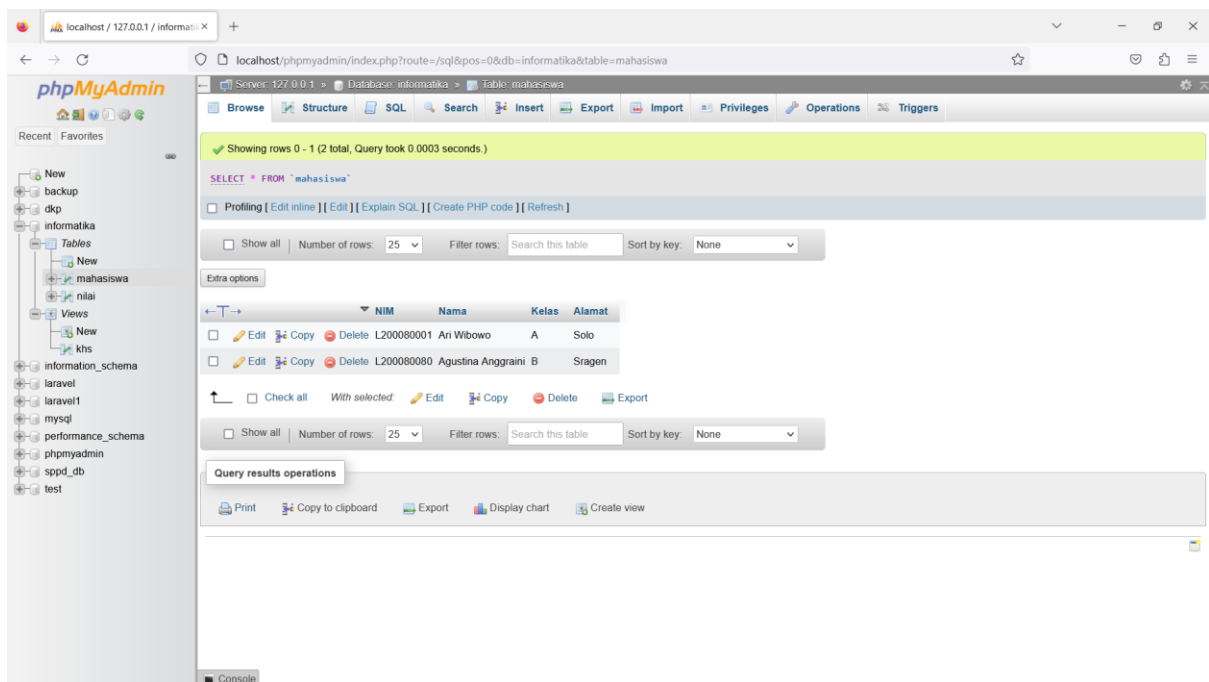 localhost / 127.0.0.1 / informati
localhost/phpmyadmin/index.php?route=/sql&pos=0&db=informatika&table=mahasiswa
phpMyAdmin
Recent Favorites
New
backup
dkp
informatika
Tables
New
mahasiswa
nilai
Views
New
khs
information_schema
laravel
laravel1
mysql
performance_schema
phpmyadmin
sppd_db
test
Server: 127.0.0.1 » Database: informatika » Table: mahasiswa
Browse Structure SQL Search Insert Export Import Privileges Operations Triggers
Showing rows 0 - 1 (2 total, Query took 0.0003 seconds.)
SELECT * FROM `mahasiswa`
Profiling [ Edit inline ] [ Edit ] [ Explain SQL ] [ Create PHP code ] [ Refresh ]
Show all | Number of rows: 25 Filter rows: Search this table Sort by key: None
Extra options
←T→ NIM Nama Kelas Alamat
Edit Copy Delete L200080001 Ari Wibowo A Solo
Edit Copy Delete L200080080 Agustina Anggraini B Sragen
Check all With selected: Edit Copy Delete Export
Show all | Number of rows: 25 Filter rows: Search this table Sort by key: None
Query results operations
Print Copy to clipboard Export Display chart Create view
Console